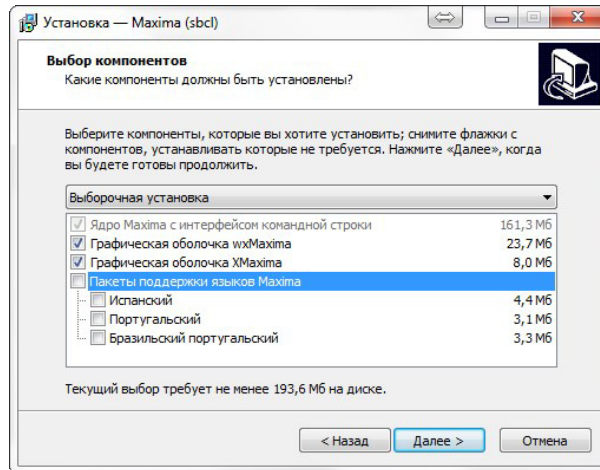 Установка — Maxima (sbcl)
Выбор компонентов
Какие компоненты должны быть установлены?
Выберите компоненты, которые вы хотите установить; снимите флажки с
компонентов, устанавливать которые не требуется. Нажмите «Далее», когда
вы будете готовы продолжить.
Выборочная установка
Ядро Maxima с интерфейсом командной строки 161,3 Мб
Графическая оболочка wxMaxima 23,7 Мб
Графическая оболочка XMaxima 8,0 Мб
Пакеты поддержки языков Maxima
Испанский 4,4 Мб
Португальский 3,1 Мб
Бразильский португальский 3,3 Мб
Текущий выбор требует не менее 193,6 Мб на диске.
< Назад Далее > Отмена